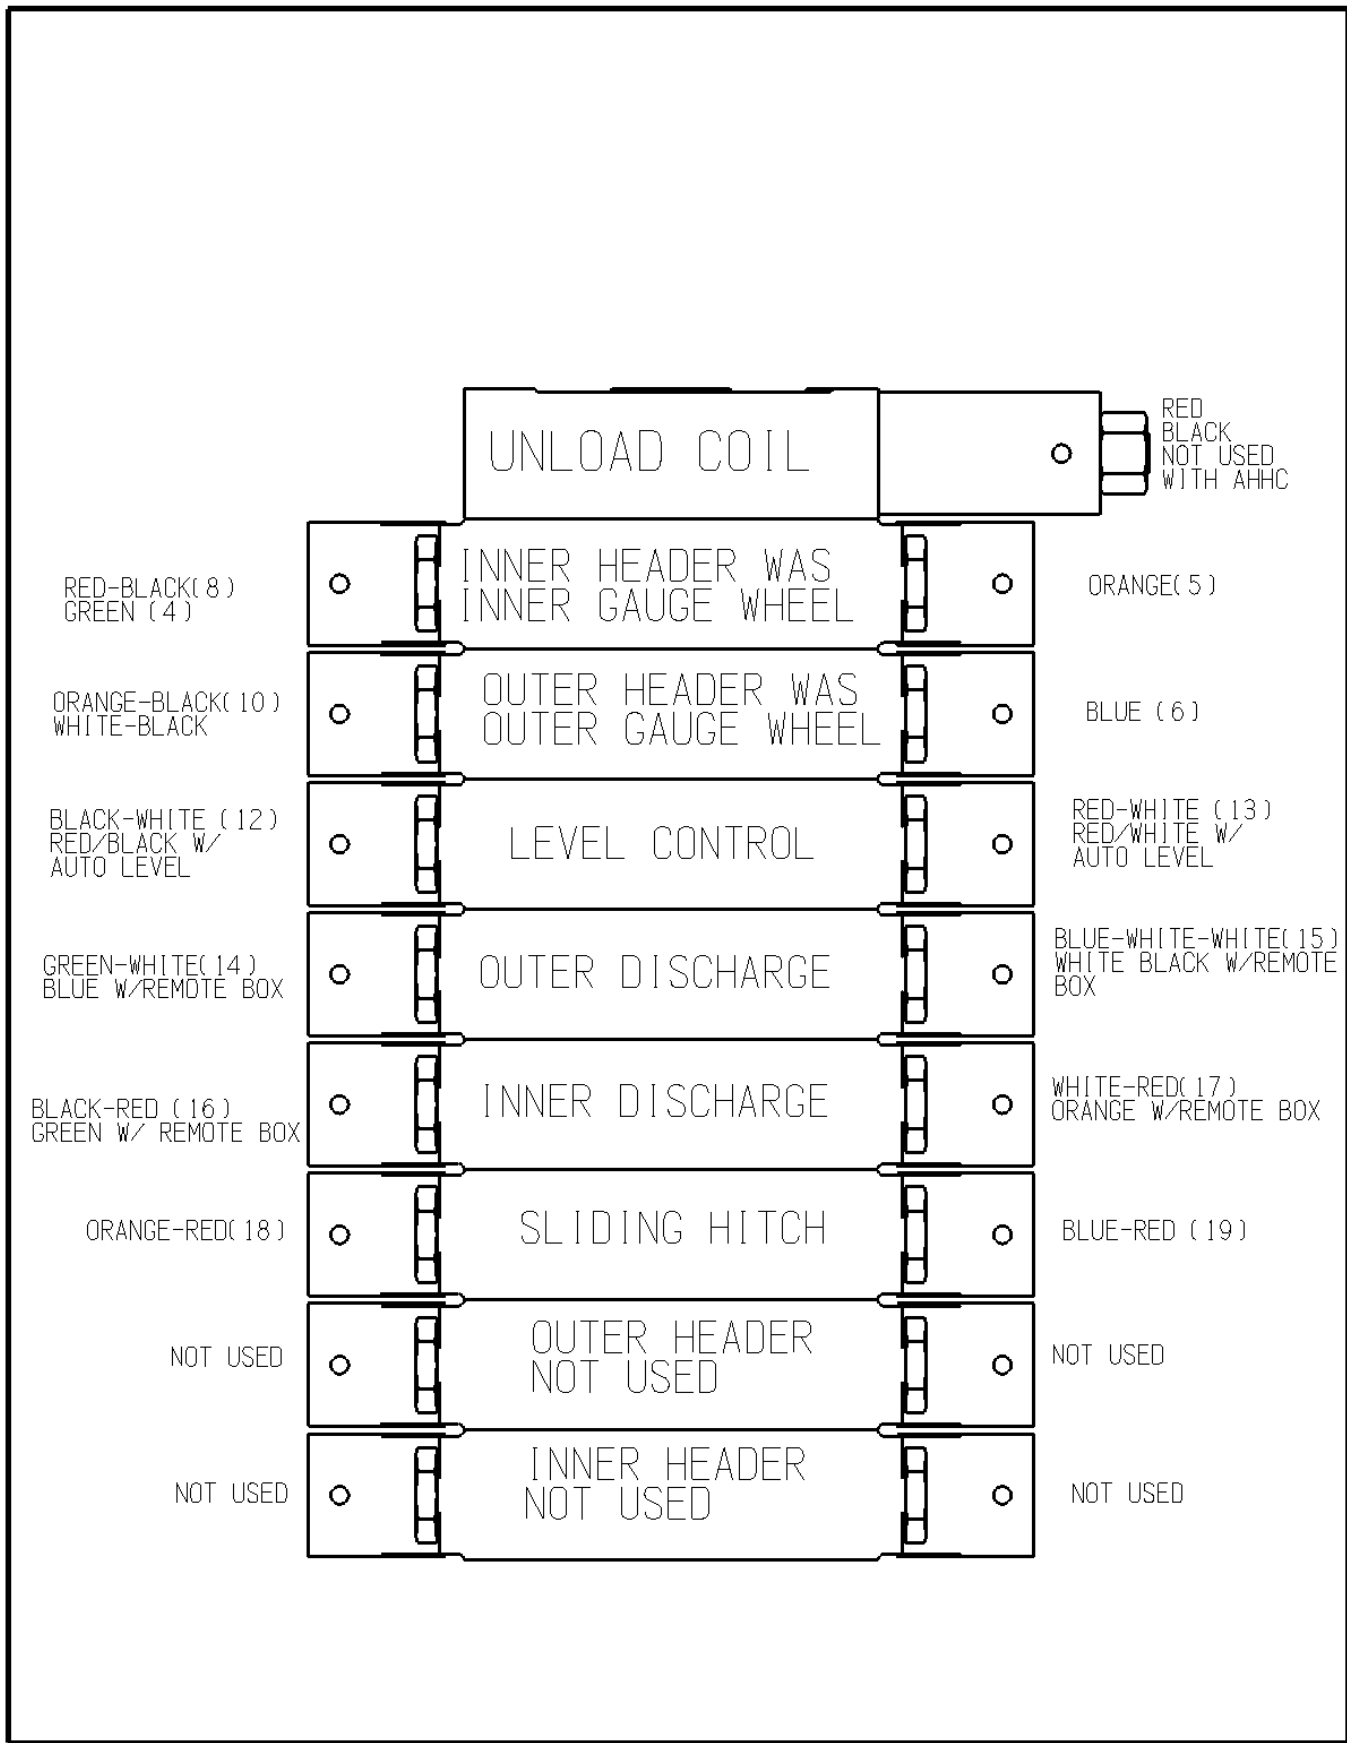 UNLOAD COIL
RED
BLACK
NOT USED
WITH AHHC
RED-BLACK(8)
GREEN (4)
INNER HEADER WAS
INNER GAUGE WHEEL
ORANGE(5)
ORANGE-BLACK(10)
WHITE-BLACK
OUTER HEADER WAS
OUTER GAUGE WHEEL
BLUE (6)
BLACK-WHITE (12)
RED/BLACK W/
AUTO LEVEL
LEVEL CONTROL
RED-WHITE (13)
RED/WHITE W/
AUTO LEVEL
GREEN-WHITE(14)
BLUE W/REMOTE BOX
OUTER DISCHARGE
BLUE-WHITE-WHITE(15)
WHITE BLACK W/REMOTE
BOX
BLACK-RED (16)
GREEN W/ REMOTE BOX
INNER DISCHARGE
WHITE-RED(17)
ORANGE W/REMOTE BOX
ORANGE-RED(18)
SLIDING HITCH
BLUE-RED (19)
NOT USED
OUTER HEADER
NOT USED
NOT USED
NOT USED
INNER HEADER
NOT USED
NOT USED